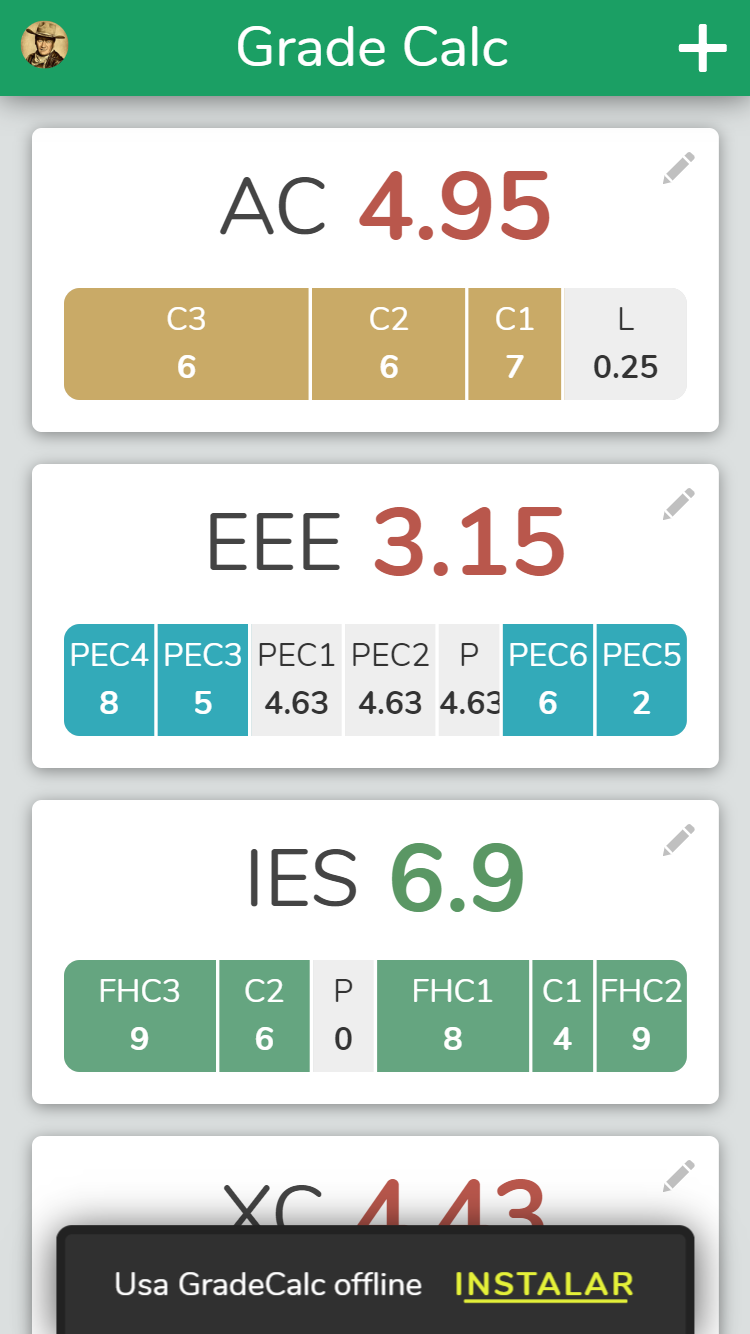 Grade Calc
AC 4.95
C3 C2 C1 L
6 6 7 0.25
EEE 3.15
PEC4 PEC3 PEC1 PEC2 P PEC6 PEC5
8 5 4.63 4.63 4.63 6 2
IES 6.9
FHC3 C2 P FHC1 C1 FHC2
9 6 0 8 4 9
XC 4.43
Usa GradeCalc offline INSTALAR